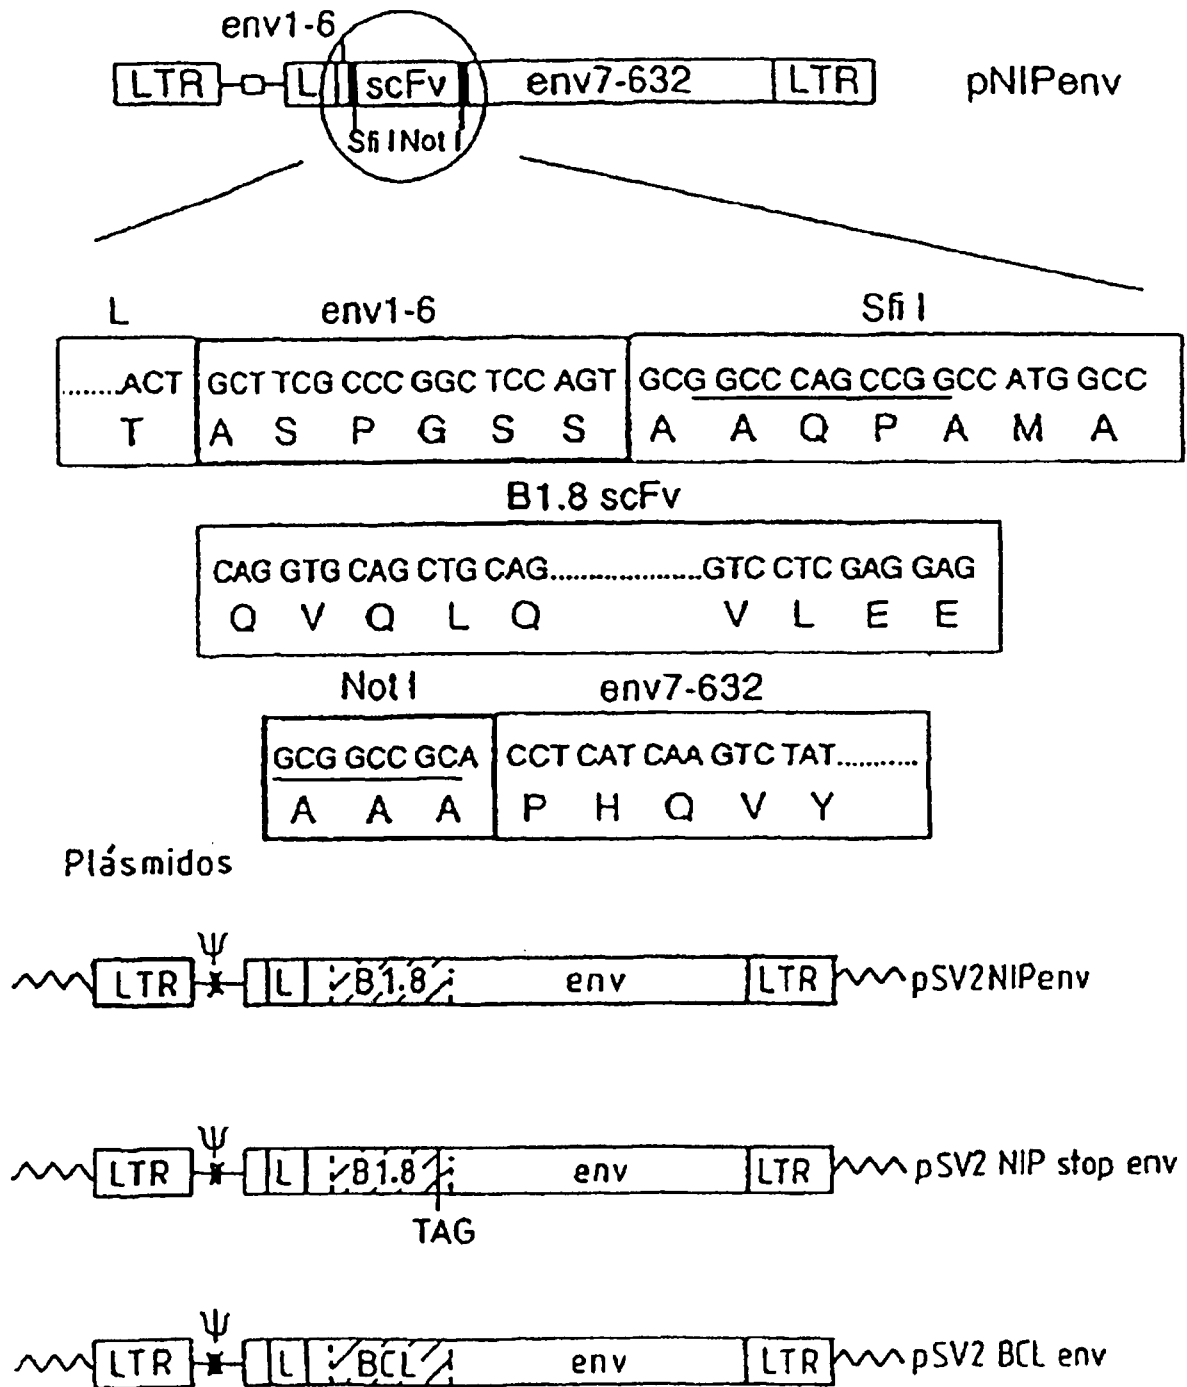 env1-6
LTR L scFv env7-632 LTR pNIPenv
Sfi I Not I
L env1-6 Sfi I
........ACT GCT TCG CCC GGC TCC AGT GCG GCC CAG CCG GCC ATG GCC
T A S P G S S A A Q P A M A
B1.8 scFv
CAG GTG CAG CTG CAG....................GTC CTC GAG GAG
Q V Q L Q V L E E
Not I env7-632
GCG GCC GCA CCT CAT CAA GTC TAT...........
A A A P H Q V Y
Plásmidos
Ψ
LTR L B1.8 env LTR pSV2NIPenv
Ψ
LTR L B1.8 env LTR pSV2 NIP stop env
TAG
Ψ
LTR L BCL env LTR pSV2 BCL env